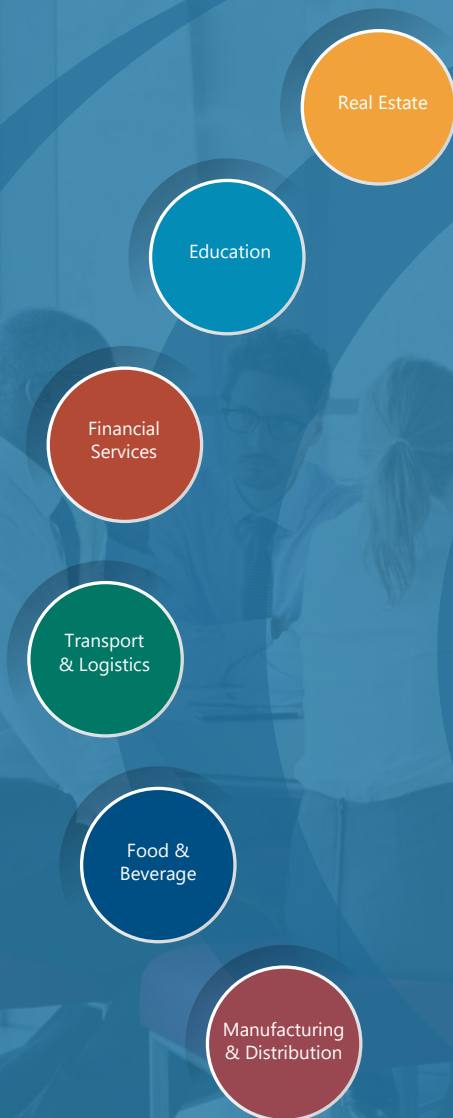 Real Estate
Education
Financial
Services
Transport
& Logistics
Food &
Beverage
Manufacturing
& Distribution